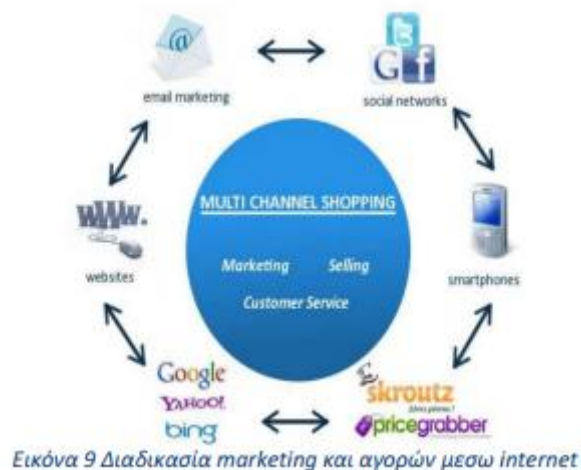 @
email marketing
G f
social networks
MULTI CHANNEL SHOPPING
Marketing Selling
Customer Service
www.
websites
smartphones
Google
YAHOO!
bing
skroutz
pricegrabber
Εικόνα 9 Διαδικασία marketing και αγορών μεσω internet